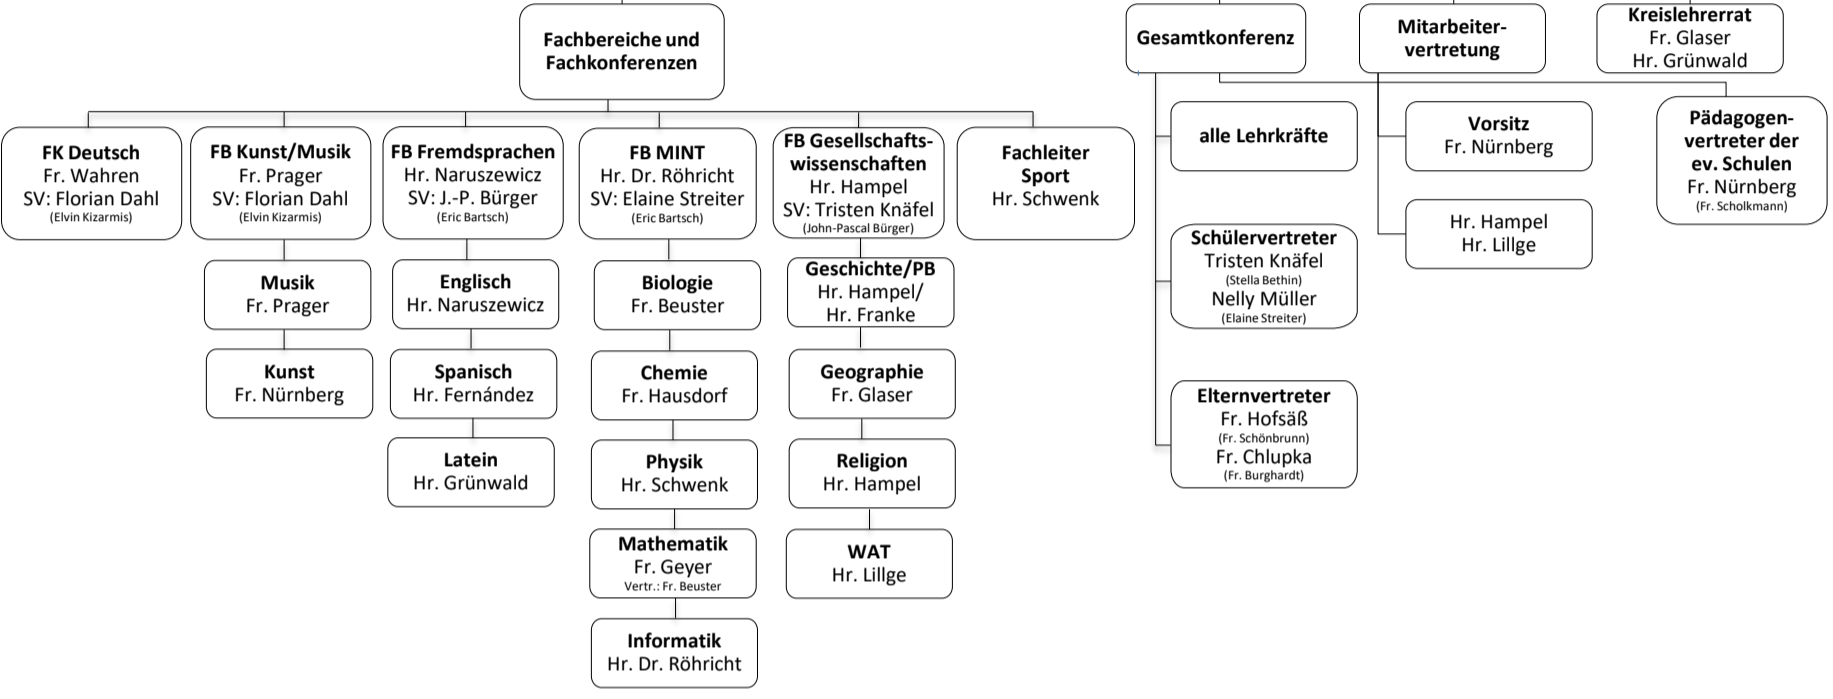 Fachbereiche und
Fachkonferenzen
FK Deutsch
Fr. Wahren
SV: Florian Dahl
(Elvin Kizarmis)
FB Kunst/Musik
Fr. Prager
SV: Florian Dahl
(Elvin Kizarmis)
Musik
Fr. Prager
Kunst
Fr. Nürnberg
FB Fremdsprachen
Hr. Naruszewicz
SV: J.-P. Bürger
(Eric Bartsch)
Englisch
Hr. Naruszewicz
Spanisch
Hr. Fernández
Latein
Hr. Grünwald
FB MINT
Hr. Dr. Röhricht
SV: Elaine Streiter
(Eric Bartsch)
Biologie
Fr. Beuster
Chemie
Fr. Hausdorf
Physik
Hr. Schwenk
Mathematik
Fr. Geyer
Vertr.: Fr. Beuster
Informatik
Hr. Dr. Röhricht
FB Gesellschafts-
wissenschaften
Hr. Hampel
SV: Tristen Knäfel
(John-Pascal Bürger)
Geschichte/PB
Hr. Hampel/
Hr. Franke
Geographie
Fr. Glaser
Religion
Hr. Hampel
WAT
Hr. Lillge
Fachleiter
Sport
Hr. Schwenk
Gesamtkonferenz
alle Lehrkräfte
Schülervertreter
Tristen Knäfel
(Stella Bethin)
Nelly Müller
(Elaine Streiter)
Elternvertreter
Fr. Hofsäß
(Fr. Schönbrunn)
Fr. Chlupka
(Fr. Burghardt)
Pädagogen-
vertreter der
ev. Schulen
Fr. Nürnberg
(Fr. Scholkmann)
Mitarbeiter-
vertretung
Vorsitz
Fr. Nürnberg
Hr. Hampel
Hr. Lillge
Kreislehrerrat
Fr. Glaser
Hr. Grünwald